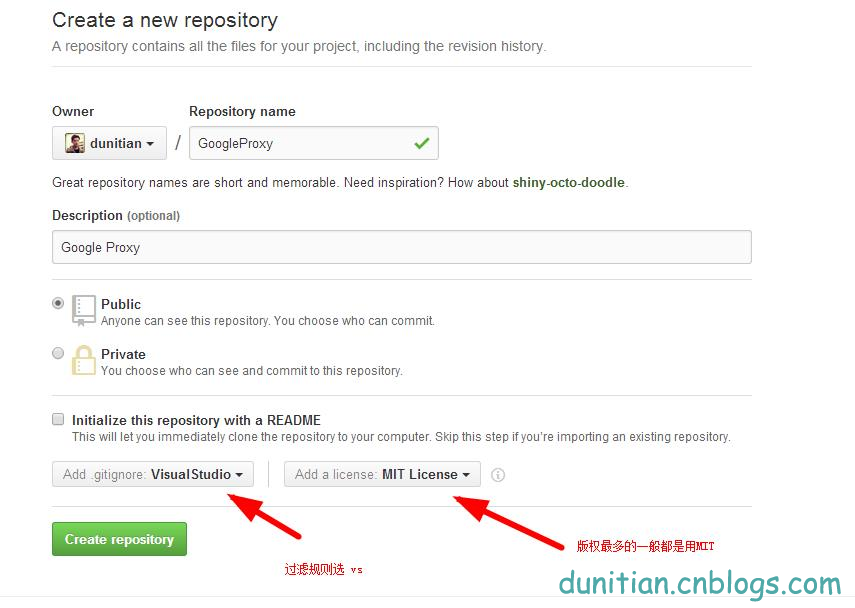 Create a new repository
A repository contains all the files for your project, including the revision history.
Owner
Repository name
dunitian / GoogleProxy
Great repository names are short and memorable. Need inspiration? How about shiny-octo-doodle.
Description (optional)
Google Proxy
Public
Anyone can see this repository. You choose who can commit.
Private
You choose who can see and commit to this repository.
Initialize this repository with a README
This will let you immediately clone the repository to your computer. Skip this step if you're importing an existing repository.
Add .gitignore: VisualStudio
Add a license: MIT License
Create repository
版权最多的一般都是用MIT
过滤规则选 vs
dunitian.cnblogs.com